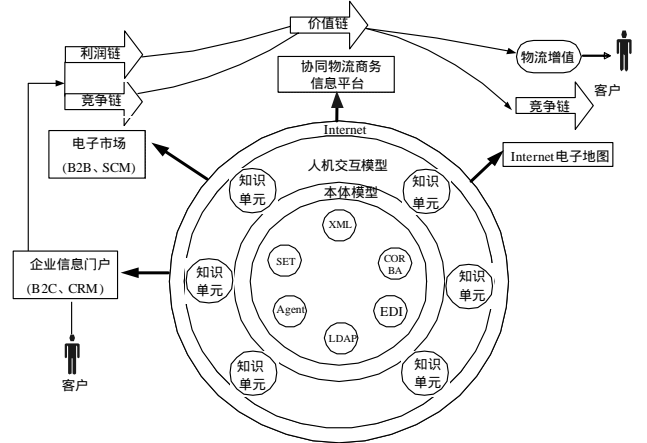 价值链
利润链
物流增值
协同物流商务
信息平台
客户
竞争链
竞争链
Internet
电子市场
(B2B、SCM)
Internet电子地图
人机交互模型
知识
单元
知识
单元
本体模型
XML
SET
COR
BA
企业信息门户
(B2C、CRM)
知识
单元
知识
单元
Agent
EDI
LDAP
知识
单元
知识
单元
客户